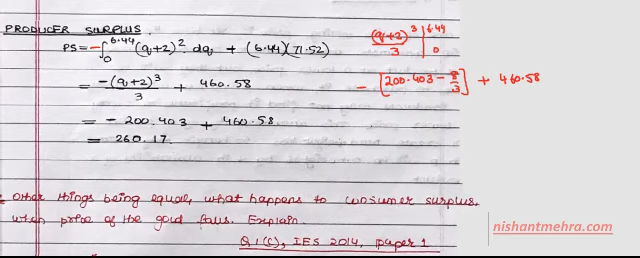 PRODUCER SURPLUS
PS = -∫₀^6.44 (q+2)² dq + (6.44)(71.52)
(q+2)³/3 |₀^6.44
= -(q+2)³/3 + 460.58
- [200.403 - 8/3] + 460.58
= -200.403 + 460.58
= 260.17.
Other things being equal, what happens to consumer surplus,
when price of the good falls. Explain.
nishantmehra.com
Q1(c), IES 2014, paper 1